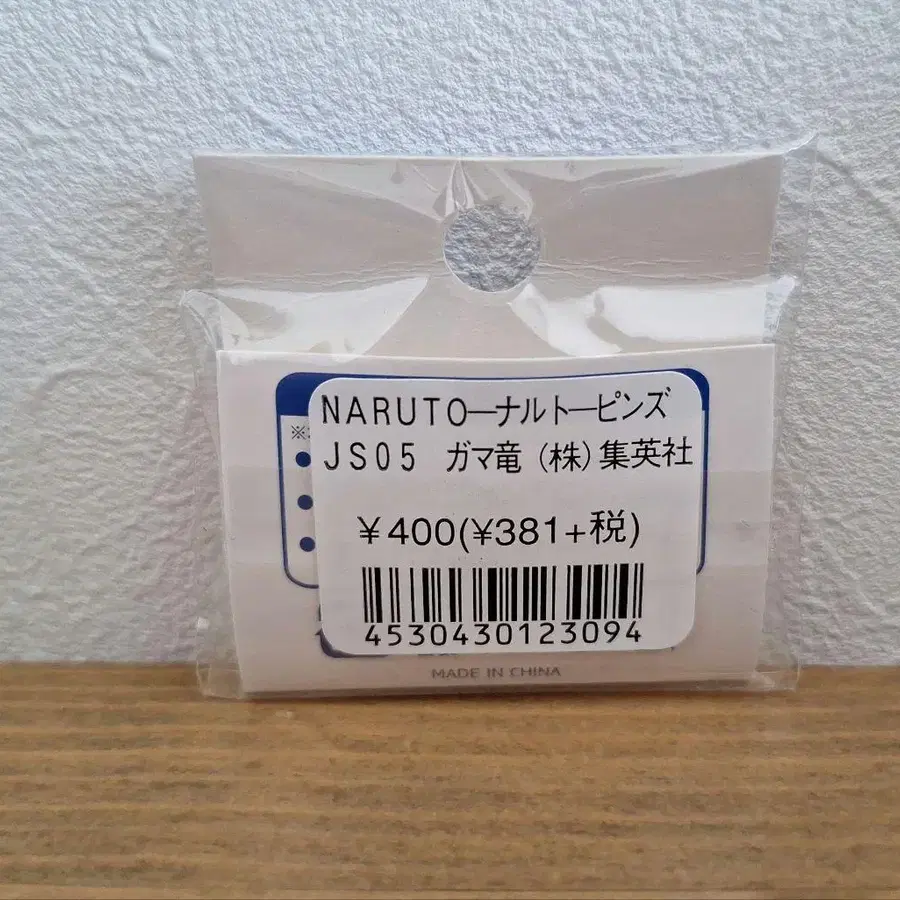 NARUTO―ナルト―ピンズ
JS05 ガマ竜 (株)集英社
¥400(¥381+税)
4530430123094
MADE IN CHINA